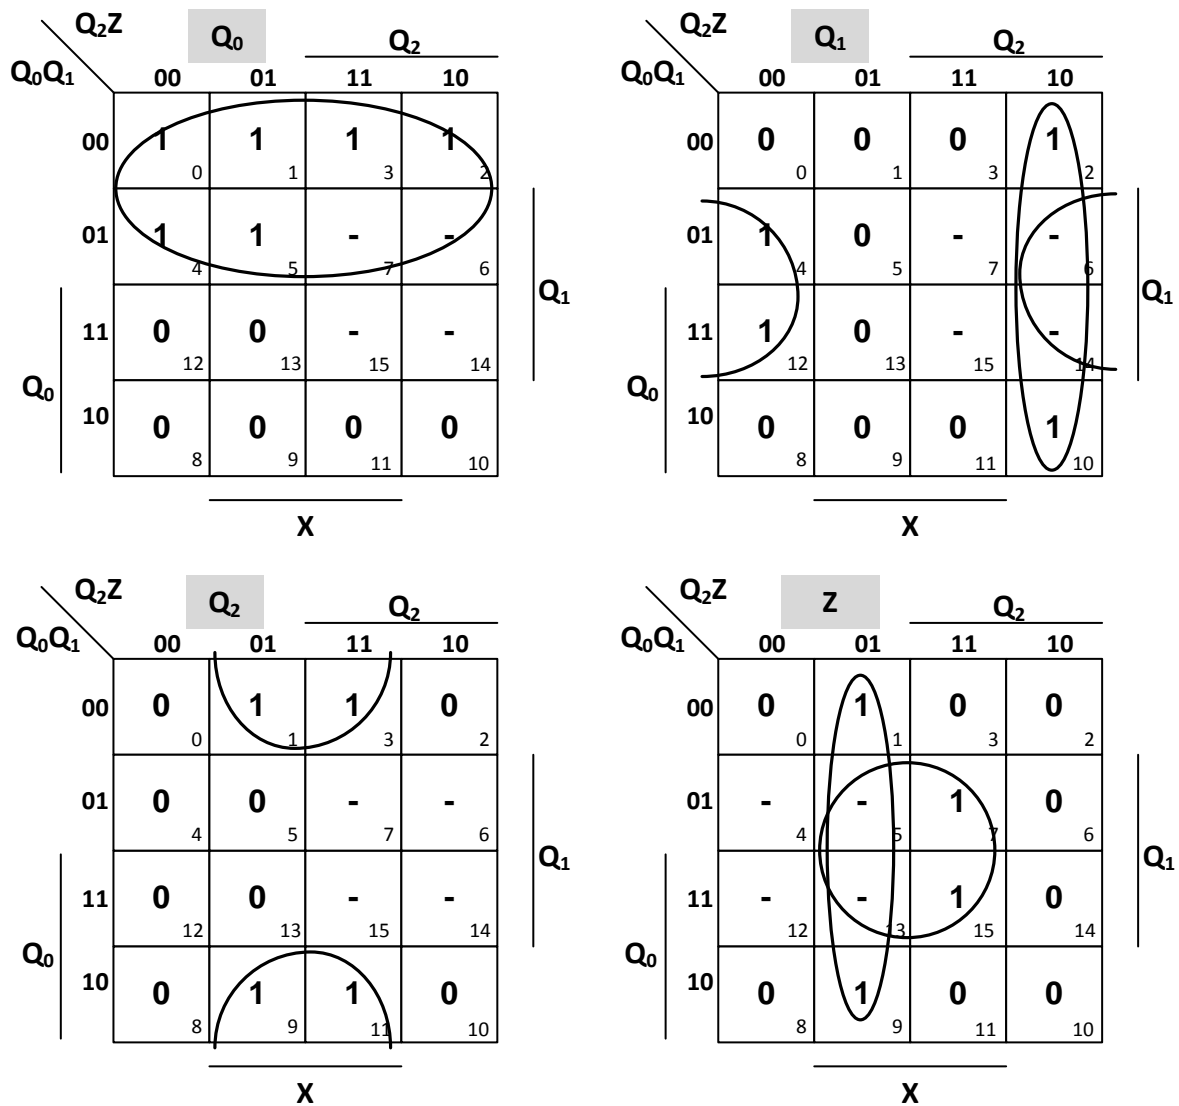 Q₂Z Q₀ Q₂
Q₀Q₁ 00 01 11 10
00 1 1 1 1
0 1 3 2
01 1 1 - -
4 5 7 6
Q₁
11 0 0 - -
12 13 15 14
Q₀
10 0 0 0 0
8 9 11 10
X
Q₂Z Q₁ Q₂
Q₀Q₁ 00 01 11 10
00 0 0 0 1
0 1 3 2
01 1 0 - -
4 5 7 6
Q₁
11 1 0 - -
12 13 15 14
Q₀
10 0 0 0 1
8 9 11 10
X
Q₂Z Q₂ Q₂
Q₀Q₁ 00 01 11 10
00 0 1 1 0
0 1 3 2
01 0 0 - -
4 5 7 6
Q₁
11 0 0 - -
12 13 15 14
Q₀
10 0 1 1 0
8 9 11 10
X
Q₂Z Z Q₂
Q₀Q₁ 00 01 11 10
00 0 1 0 0
0 1 3 2
01 - - 1 0
4 5 7 6
Q₁
11 - - 1 0
12 13 15 14
Q₀
10 0 1 0 0
8 9 11 10
X